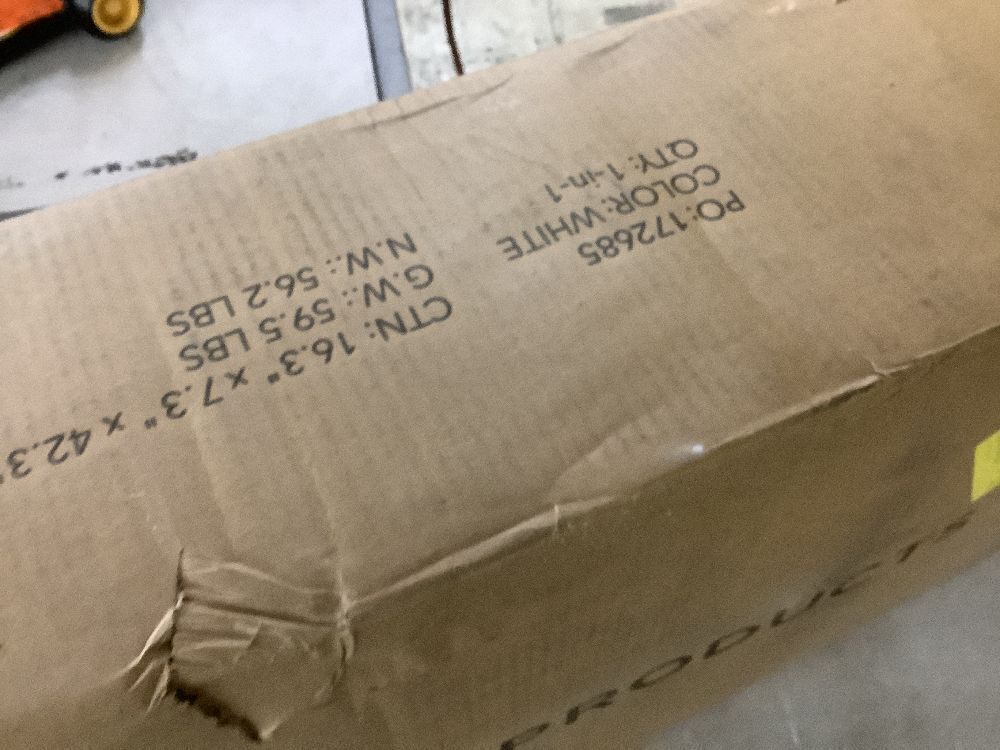 PO:172685
COLOR:WHITE
QTY: 1-in-1
CTN: 16.3" x7.3" x 42.3"
G.W.: 59.5 LBS
N.W.: 56.2 LBS
PRODUCTS